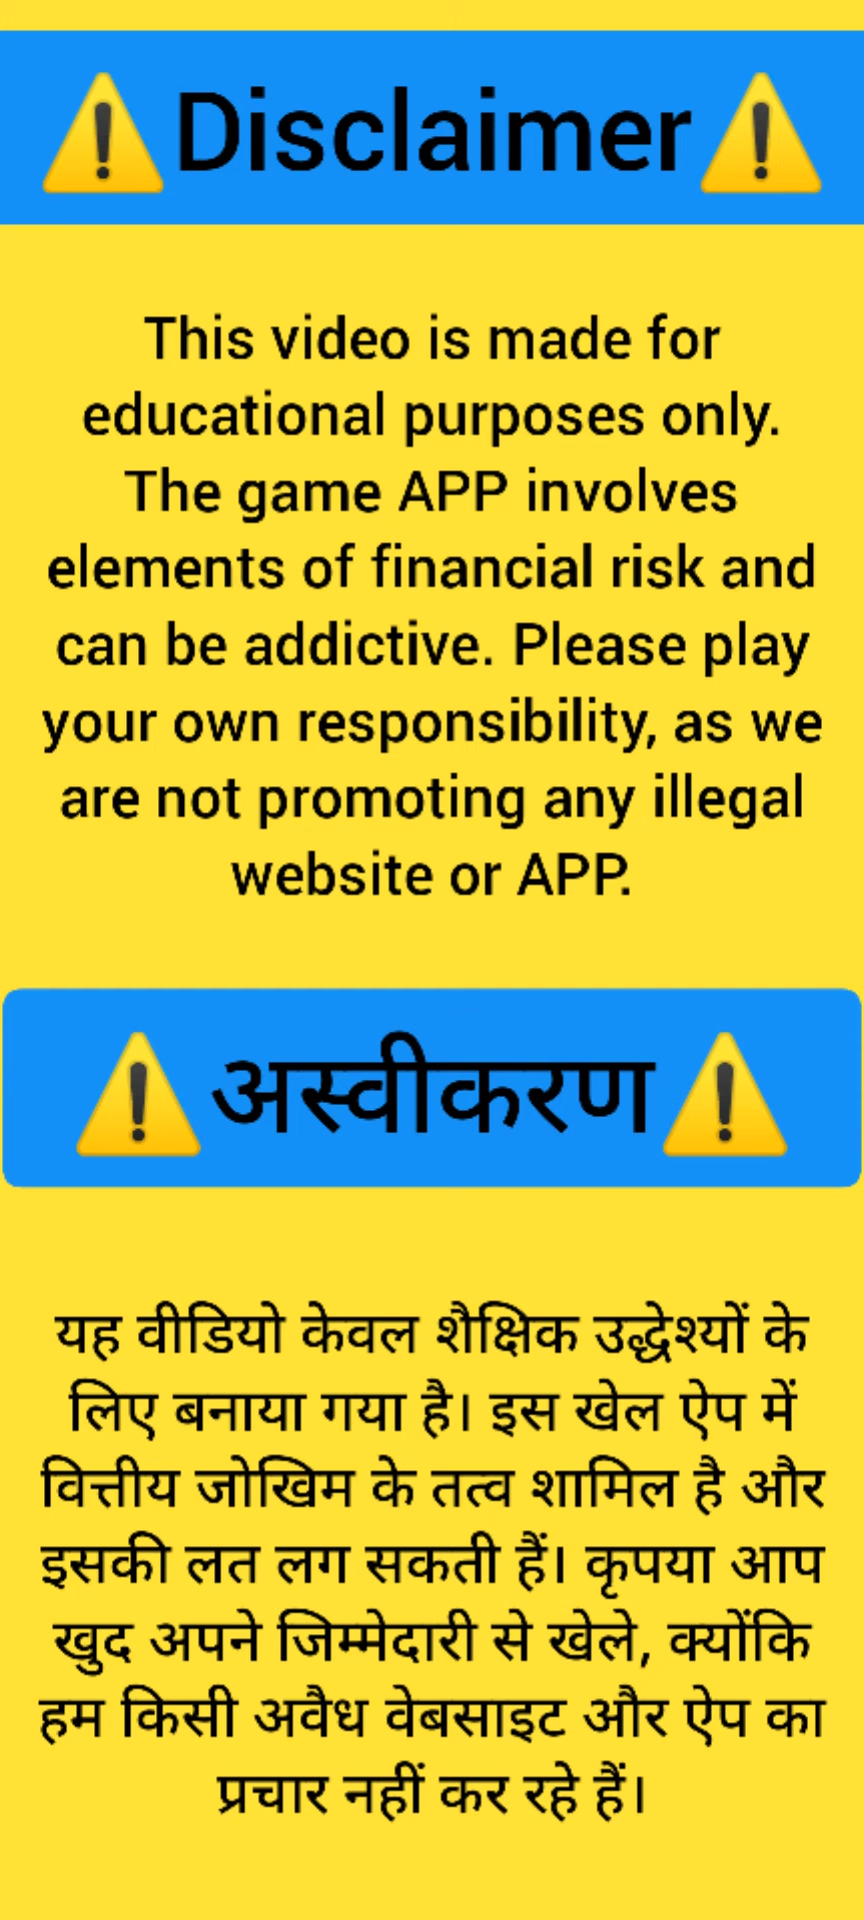 ⚠️Disclaimer⚠️
This video is made for
educational purposes only.
The game APP involves
elements of financial risk and
can be addictive. Please play
your own responsibility, as we
are not promoting any illegal
website or APP.
⚠️अस्वीकरण⚠️
यह वीडियो केवल शैक्षिक उद्धेश्यों के
लिए बनाया गया है। इस खेल ऐप में
वित्तीय जोखिम के तत्व शामिल है और
इसकी लत लग सकती हैं। कृपया आप
खुद अपने जिम्मेदारी से खेले, क्योंकि
हम किसी अवैध वेबसाइट और ऐप का
प्रचार नहीं कर रहे हैं।